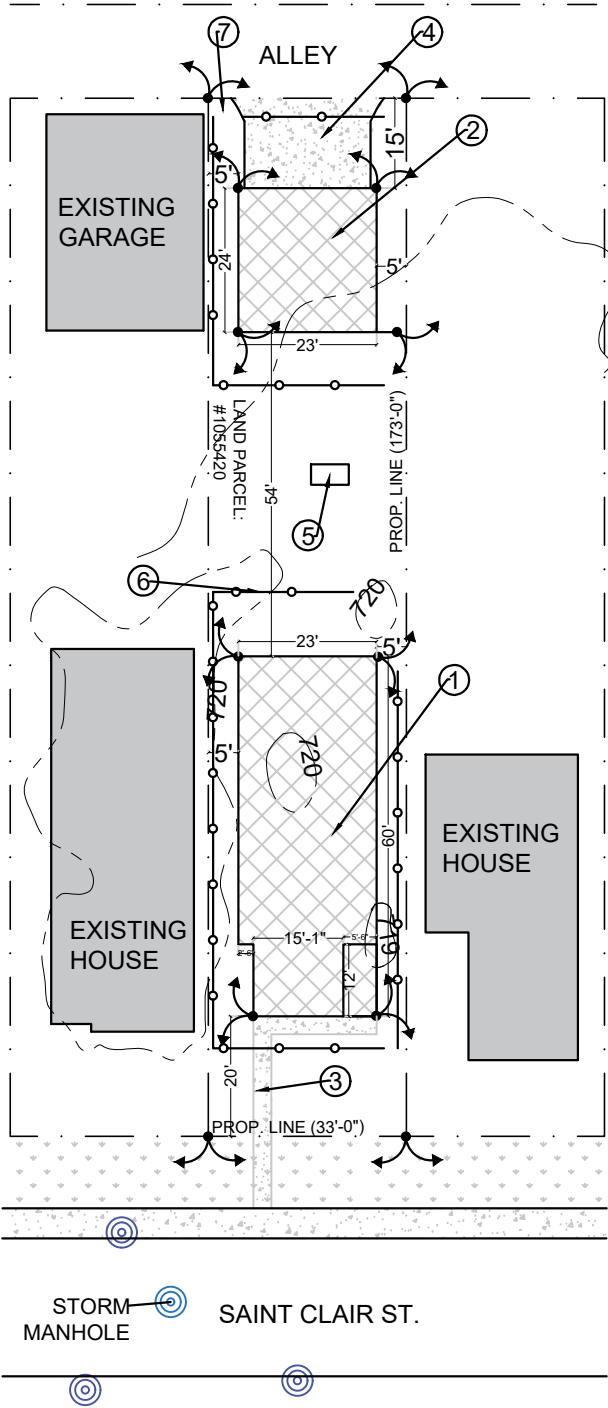 7
ALLEY
4
2
15'
5'
EXISTING
GARAGE
24'
5'
23'
LAND PARCEL:
#1055420
PROP. LINE (173'-0")
54'
5
6
720
23'
5'
720
1
5'
720
60'
EXISTING
HOUSE
EXISTING
HOUSE
15'-1"
5'-6"
719
2'-6"
12'
20'
3
PROP. LINE (33'-0")
STORM
MANHOLE
SAINT CLAIR ST.